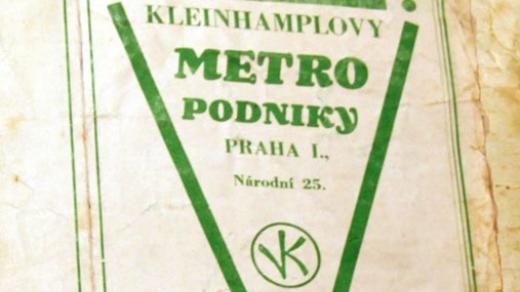 KLEINHAMPLOVY
METRO
PODNIKY
PRAHA I.,
Národní 25.
VK